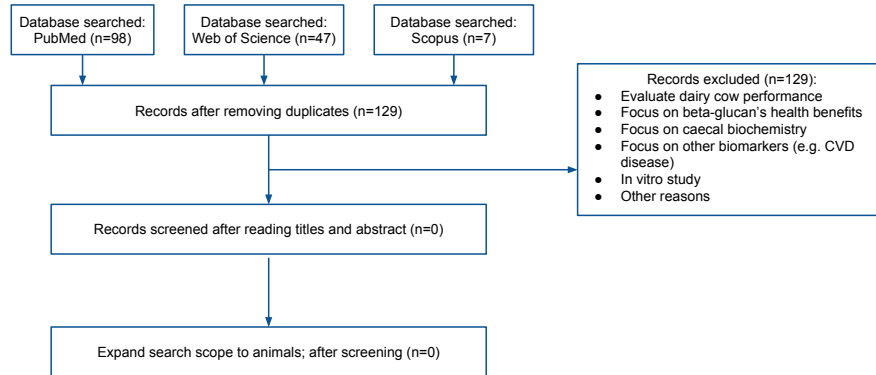 Database searched:
PubMed (n=98)
Database searched:
Web of Science (n=47)
Database searched:
Scopus (n=7)
Records after removing duplicates (n=129)
Records excluded (n=129):
● Evaluate dairy cow performance
● Focus on beta-glucan's health benefits
● Focus on caecal biochemistry
● Focus on other biomarkers (e.g. CVD
disease)
● In vitro study
● Other reasons
Records screened after reading titles and abstract (n=0)
Expand search scope to animals; after screening (n=0)